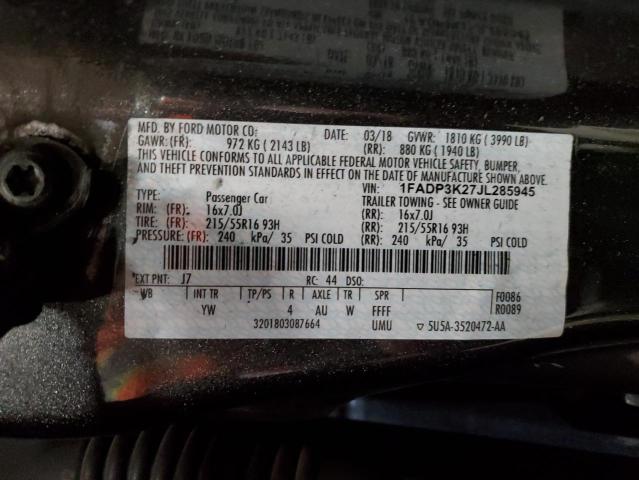 MFD. BY FORD MOTOR CO: DATE: 03/18 GVWR: 1810 KG ( 3990 LB)
GAWR: (FR): 972 KG ( 2143 LB) (RR): 880 KG ( 1940 LB)
THIS VEHICLE CONFORMS TO ALL APPLICABLE FEDERAL MOTOR VEHICLE SAFETY, BUMPER,
AND THEFT PREVENTION STANDARDS IN EFFECT ON THE DATE OF MANUFACTURE SHOWN ABOVE.
VIN: 1FADP3K27JL285945
TYPE: Passenger Car TRAILER TOWING - SEE OWNER GUIDE
RIM: (FR): 16x7.0J (RR): 16x7.0J
TIRE: (FR): 215/55R16 93H (RR): 215/55R16 93H
PRESSURE: (FR): 240 kPa/ 35 PSI COLD (RR): 240 kPa/ 35 PSI COLD
EXT PNT: J7 RC: 44 DSO: F0086
WB INT TR TP/PS R AXLE TR SPR R0089
YW 4 AU W FFFF
3201803087664 UMU ▽ 5U5A-3520472-AA